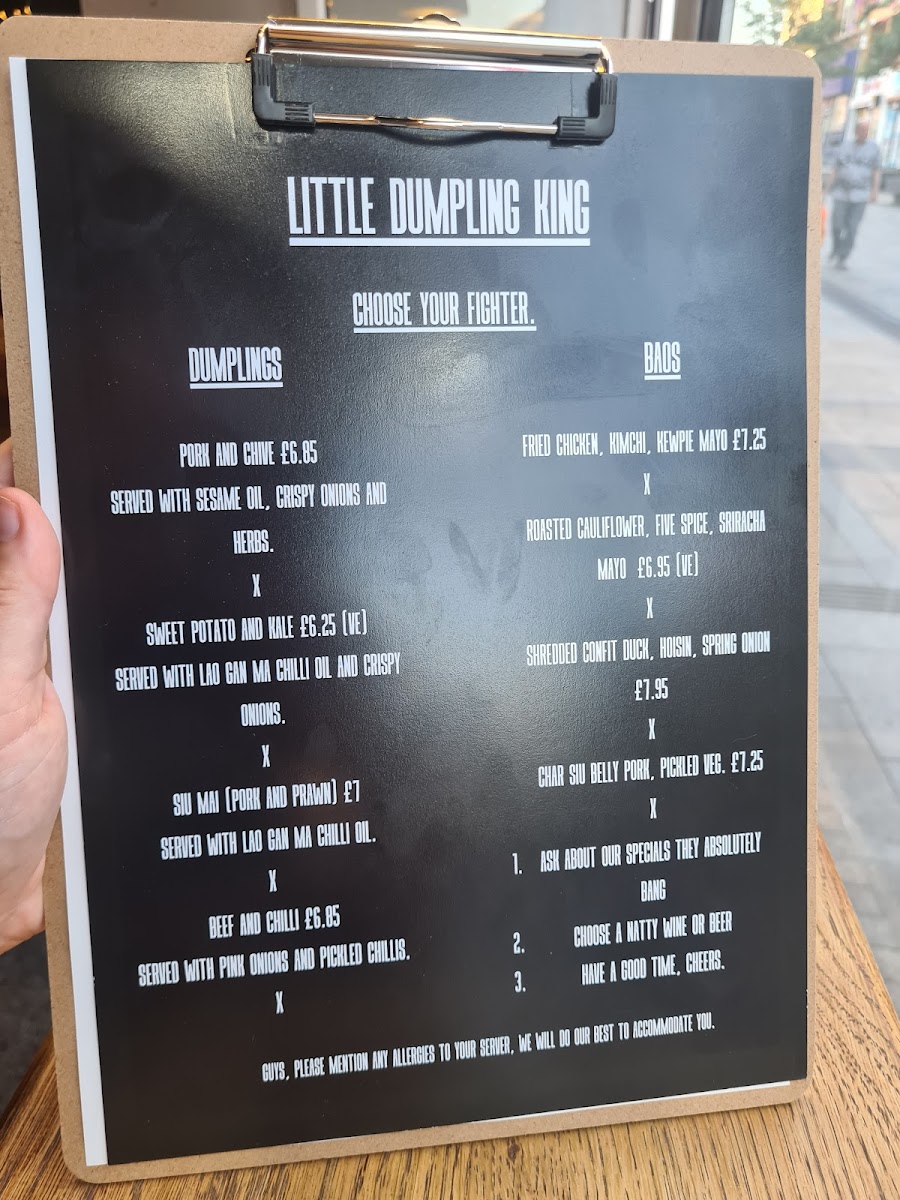 LITTLE DUMPLING KING
CHOOSE YOUR FIGHTER.
DUMPLINGS
PORK AND CHIVE £6.85
SERVED WITH SESAME OIL, CRISPY ONIONS AND
HERBS.
X
SWEET POTATO AND KALE £6.25 (VE)
SERVED WITH LAO GAN MA CHILLI OIL AND CRISPY
ONIONS.
X
SIU MAI (PORK AND PRAWN) £7
SERVED WITH LAO GAN MA CHILLI OIL.
X
BEEF AND CHILLI £6.85
SERVED WITH PINK ONIONS AND PICKLED CHILLIS.
X
BAOS
FRIED CHICKEN, KIMCHI, KEWPIE MAYO £7.25
X
ROASTED CAULIFLOWER, FIVE SPICE, SRIRACHA
MAYO £6.95 (VE)
X
SHREDDED CONFIT DUCK, HOISIN, SPRING ONION
£7.95
X
CHAR SIU BELLY PORK, PICKLED VEG. £7.25
X
1. ASK ABOUT OUR SPECIALS THEY ABSOLUTELY
BANG
2. CHOOSE A NATTY WINE OR BEER
3. HAVE A GOOD TIME, CHEERS.
GUYS, PLEASE MENTION ANY ALLERGIES TO YOUR SERVER, WE WILL DO OUR BEST TO ACCOMMODATE YOU.